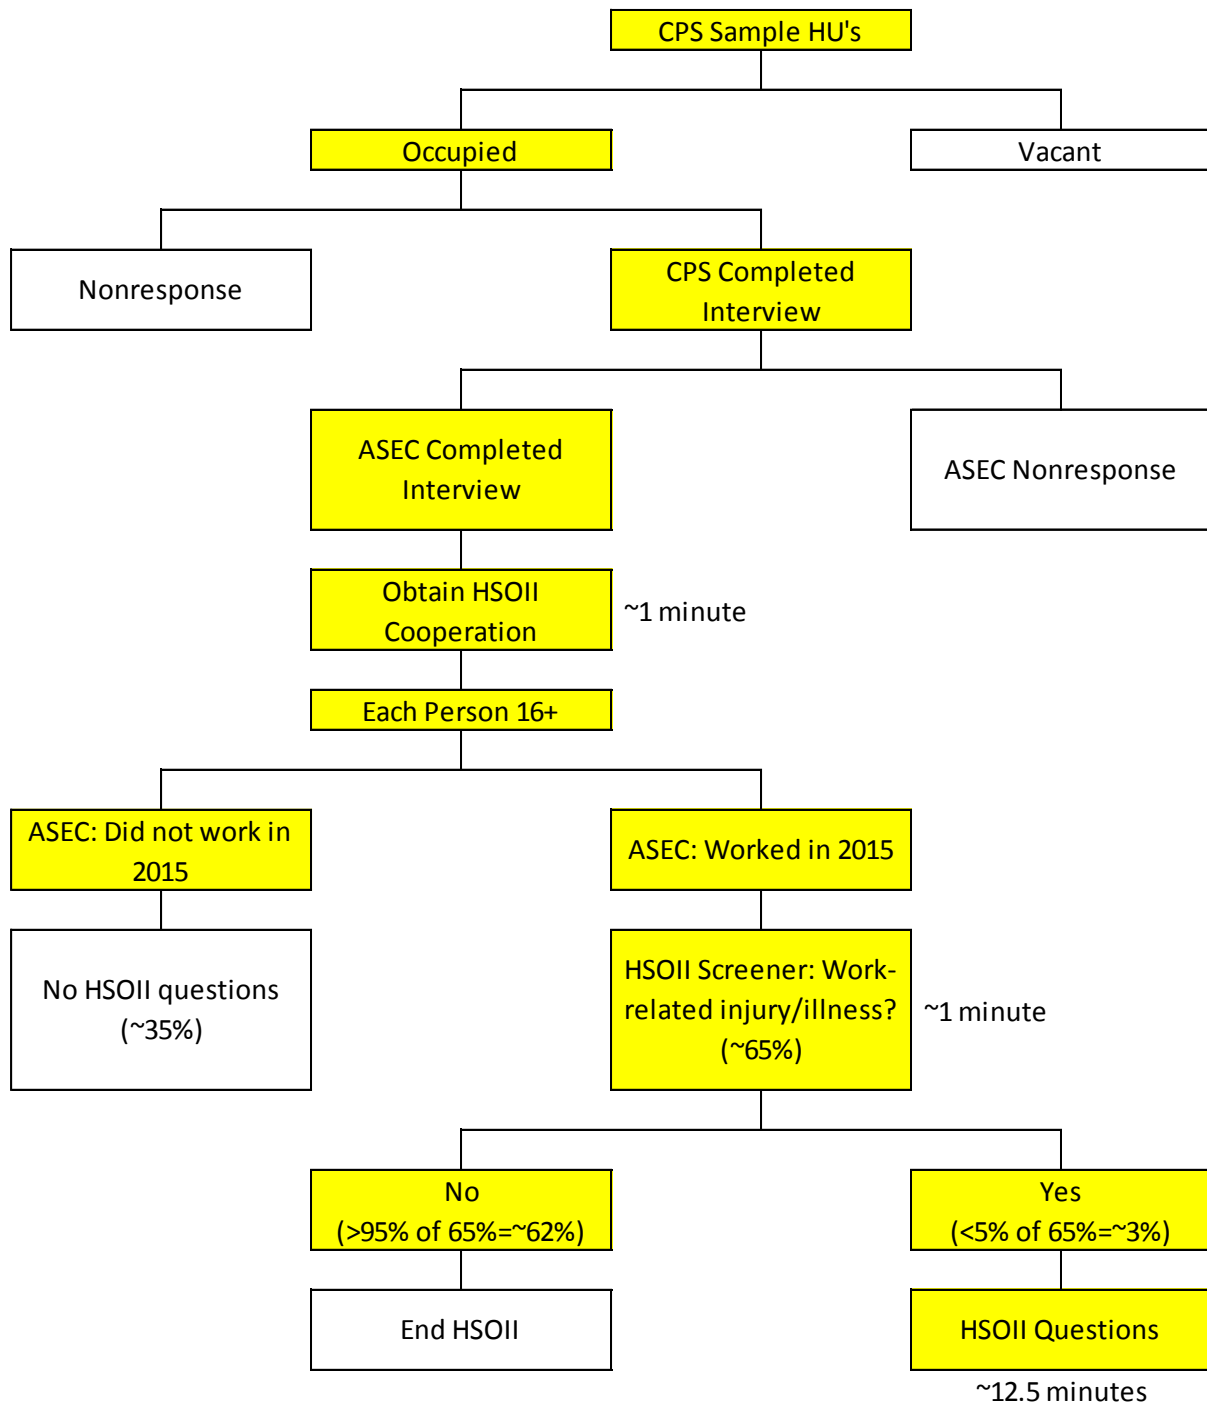 CPS Sample HU's
Occupied
Vacant
Nonresponse
CPS Completed
Interview
ASEC Completed
Interview
ASEC Nonresponse
Obtain HSOII
Cooperation
~1 minute
Each Person 16+
ASEC: Did not work in
2015
ASEC: Worked in 2015
No HSOII questions
(~35%)
HSOII Screener: Work-
related injury/illness?
(~65%)
~1 minute
No
(>95% of 65%=~62%)
Yes
(<5% of 65%=~3%)
End HSOII
HSOII Questions
~12.5 minutes